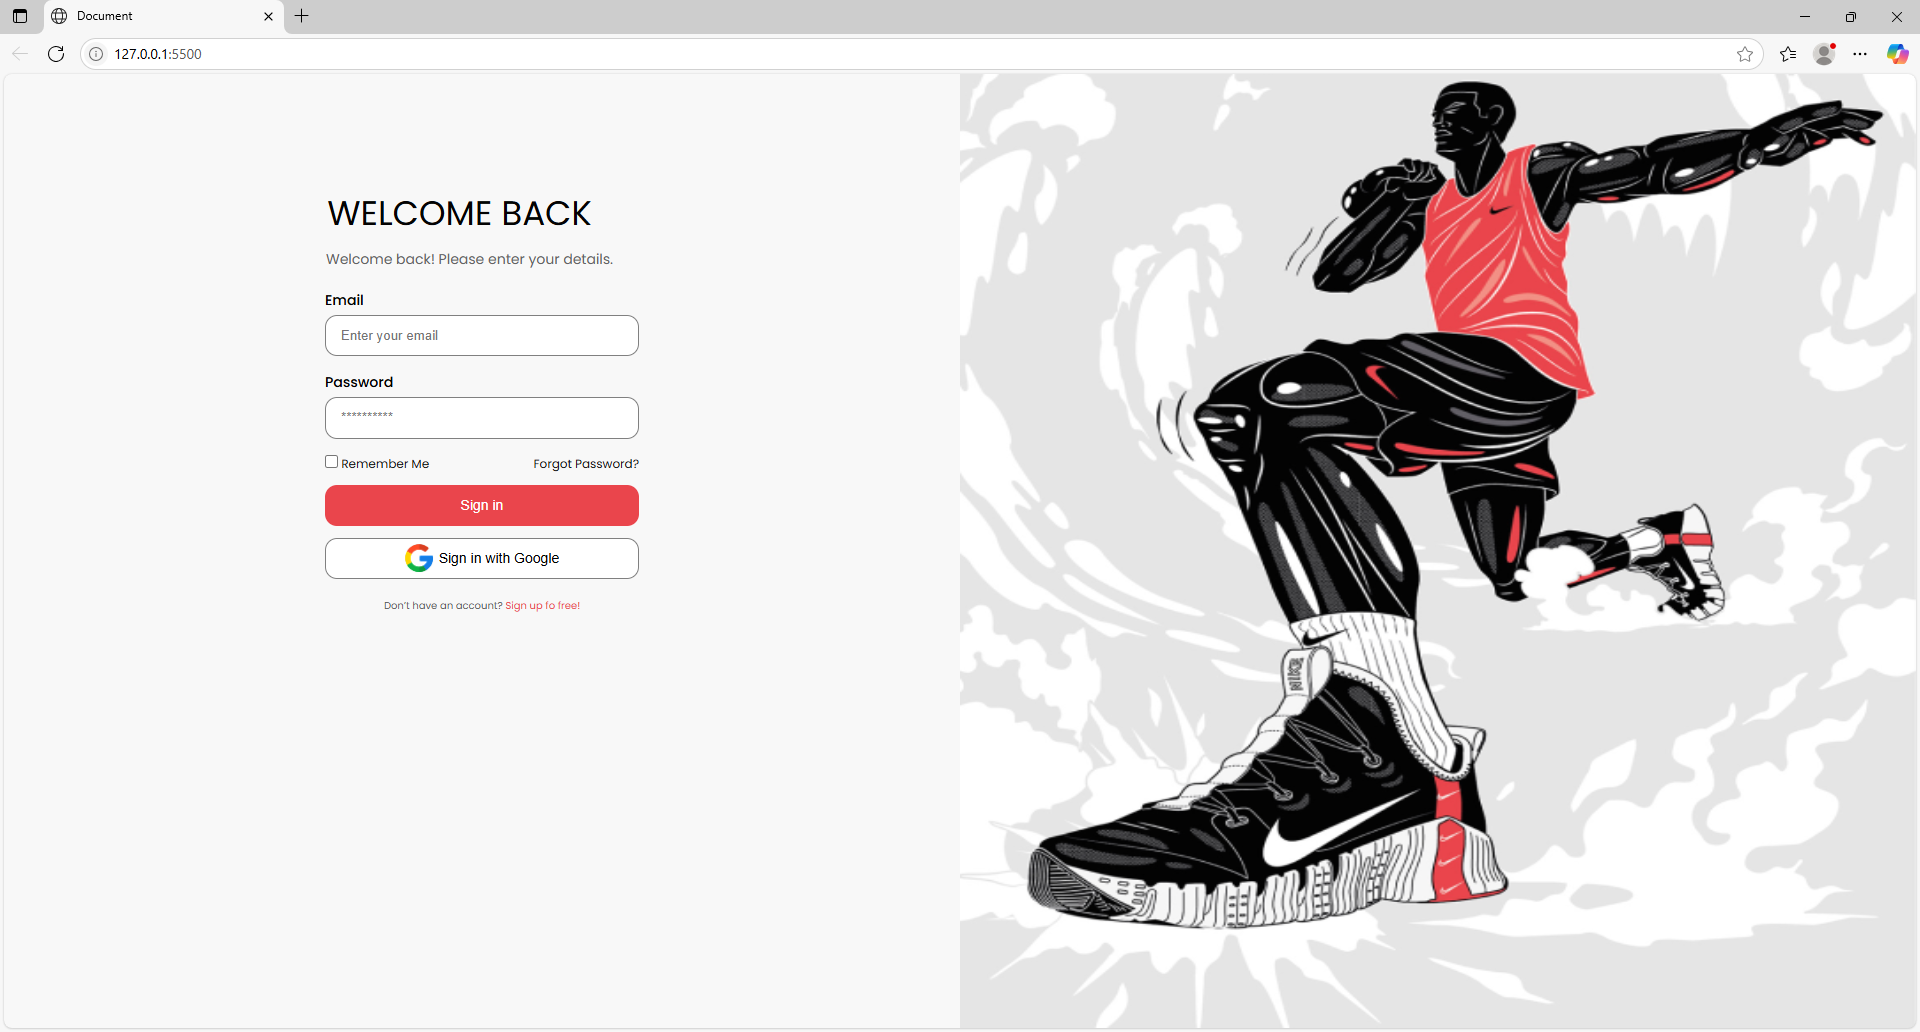 Document
127.0.0.1:5500
WELCOME BACK
Welcome back! Please enter your details.
Email
Enter your email
Password
**********
Remember Me
Forgot Password?
Sign in
Sign in with Google
Don't have an account? Sign up fo free!
NIKE